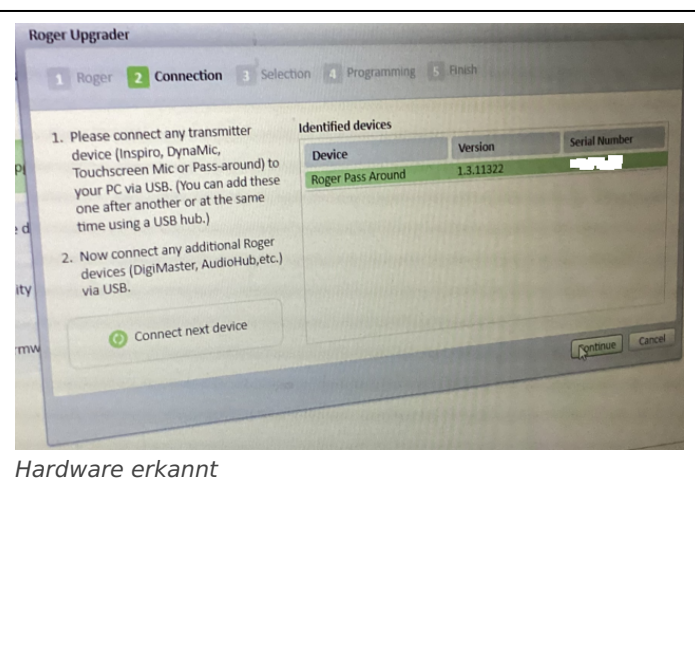 Roger Upgrader
1 Roger 2 Connection 3 Selection 4 Programming 5 Finish
1. Please connect any transmitter
device (Inspiro, DynaMic,
Touchscreen Mic or Pass-around) to
your PC via USB. (You can add these
one after another or at the same
time using a USB hub.)
2. Now connect any additional Roger
devices (DigiMaster, AudioHub,etc.)
via USB.
Connect next device
Identified devices
Device Version Serial Number
Roger Pass Around 1.3.11322
Continue Cancel
ity
Hardware erkannt